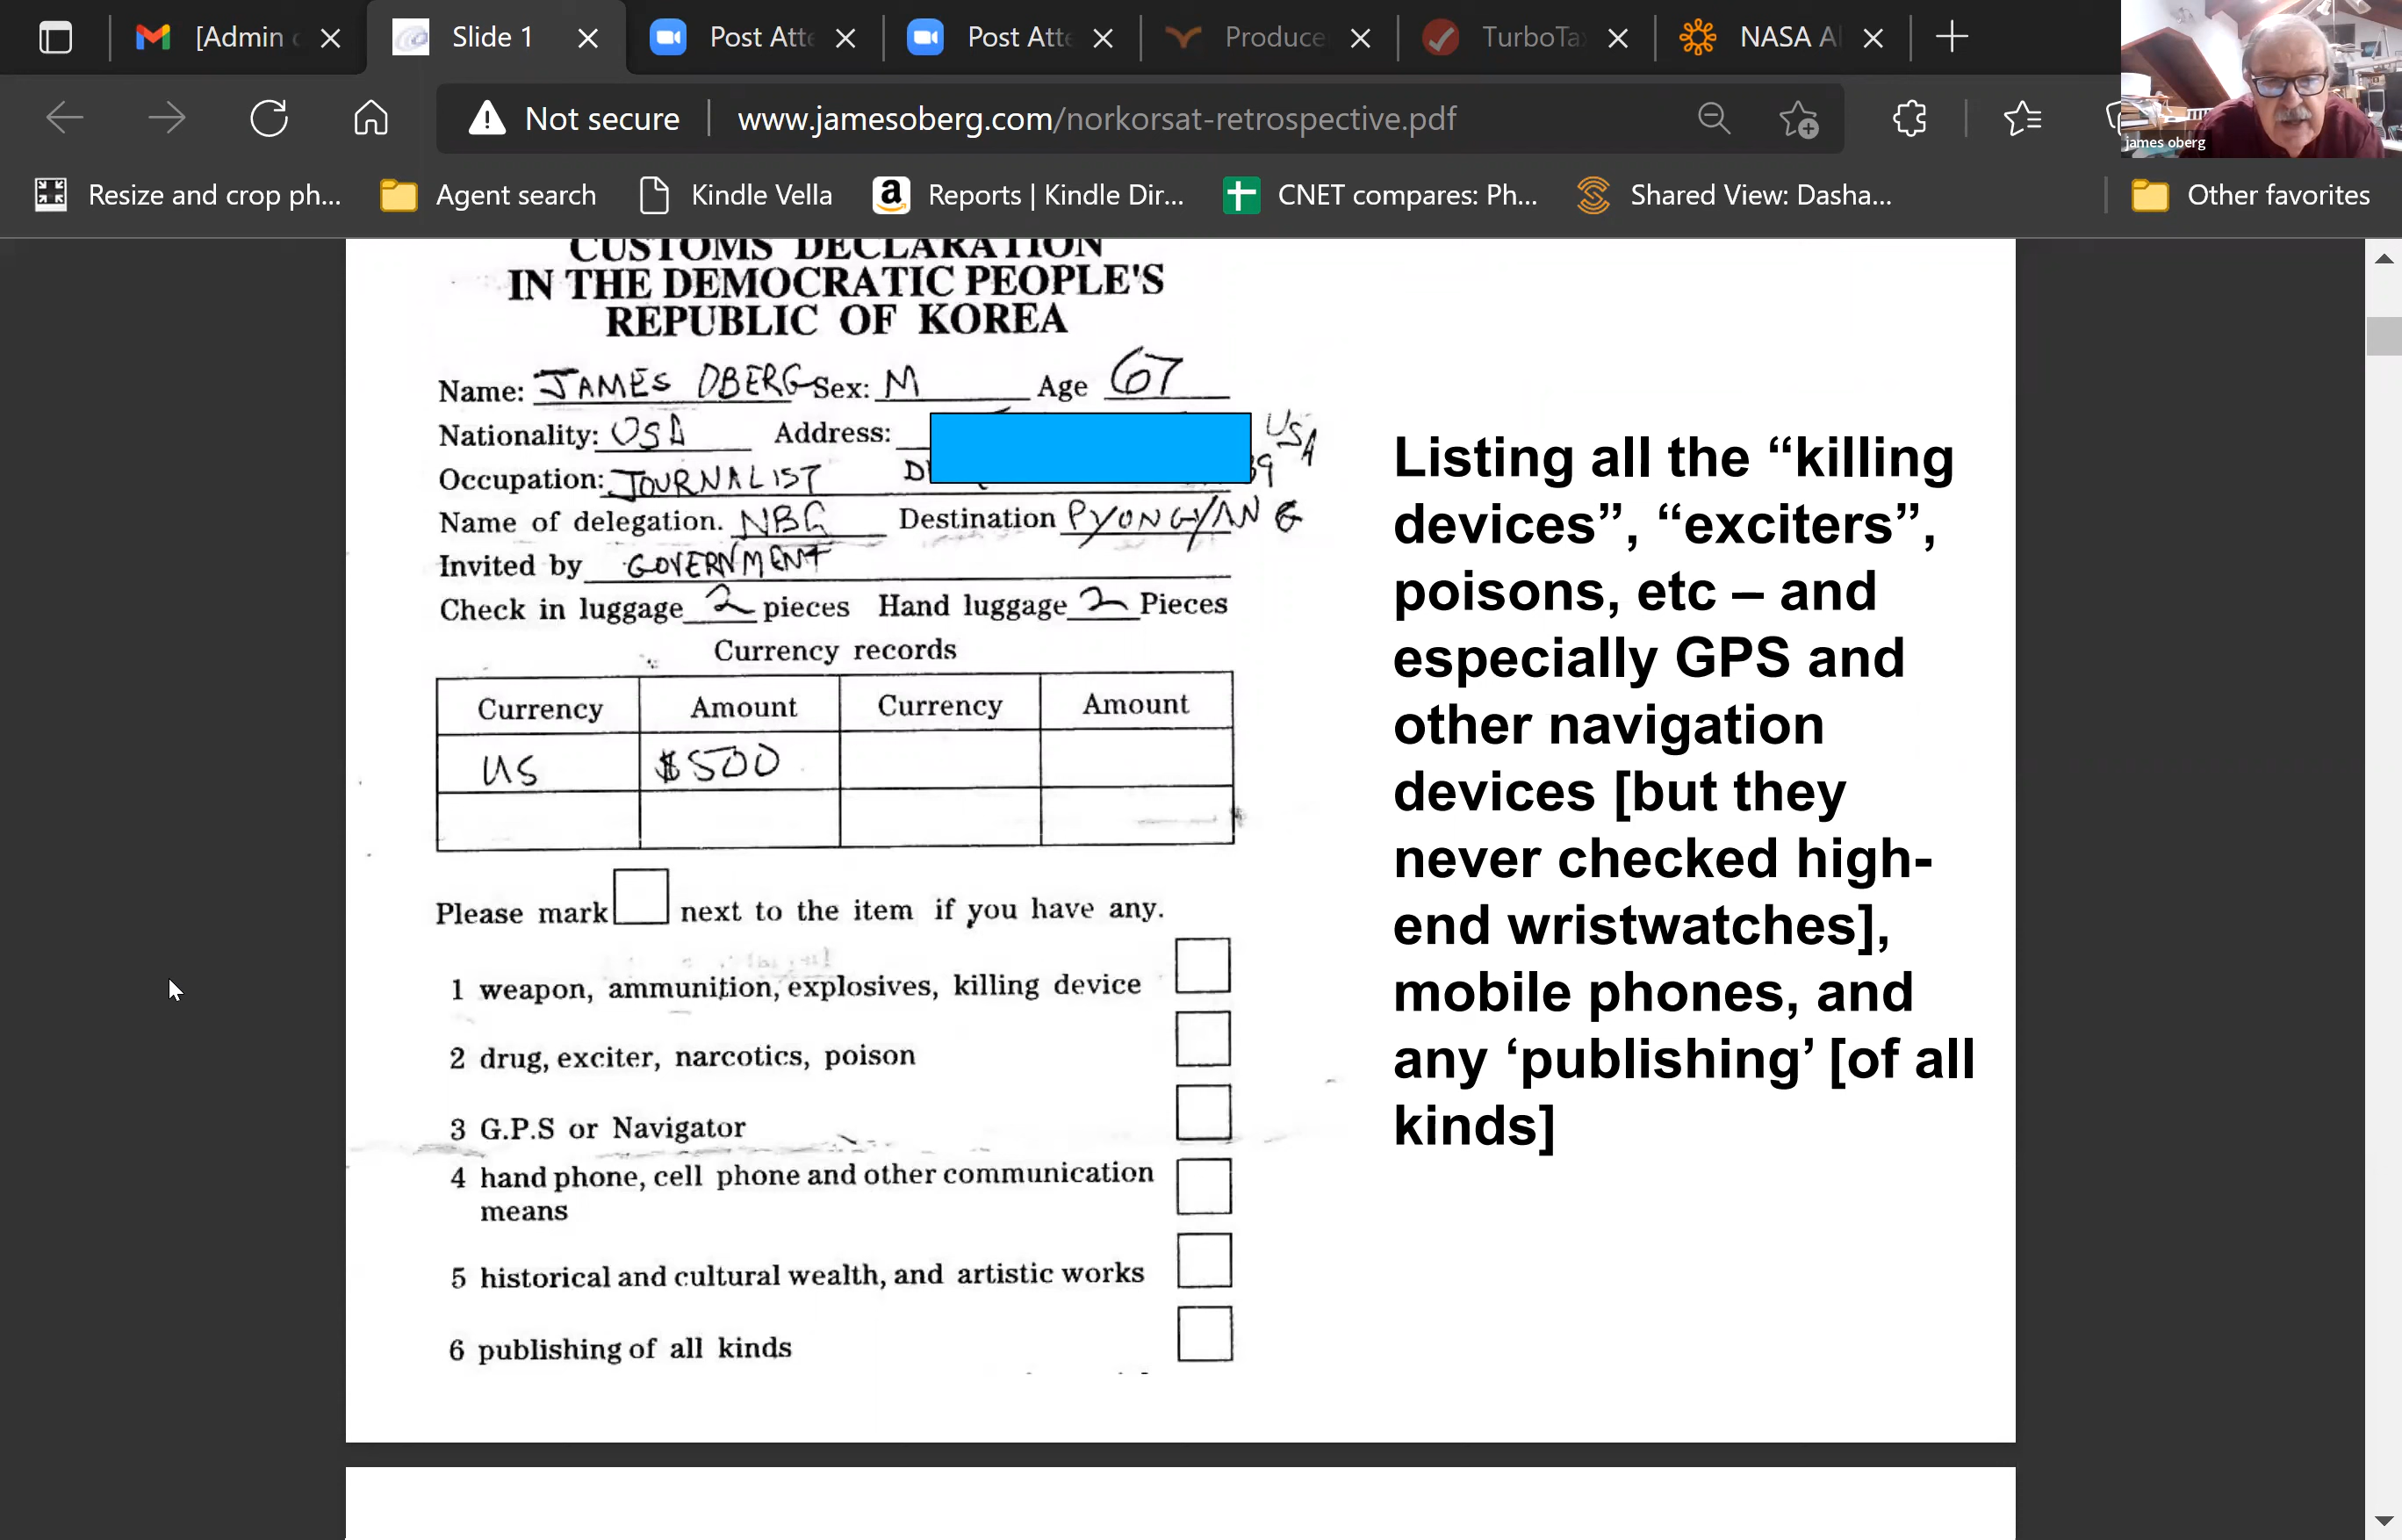 [Admin
Slide 1
Post Atte
Post Atte
Produce
TurboTa
NASA A
Not secure
www.jamesoberg.com/norkorsat-retrospective.pdf
james oberg
Resize and crop ph...
Agent search
Kindle Vella
Reports | Kindle Dir...
CNET compares: Ph...
Shared View: Dasha...
Other favorites
CUSTOMS DECLARATION
IN THE DEMOCRATIC PEOPLE'S
REPUBLIC OF KOREA
Name: JAMES OBERG Sex: M Age 67
Nationality: USA Address: USA
Occupation: JOURNALIST
Name of delegation. NBC Destination PYONGYANG
Invited by GOVERNMENT
Check in luggage 2 pieces Hand luggage 2 Pieces
Currency records
Currency Amount Currency Amount
US $500
Please mark next to the item if you have any.
1 weapon, ammunition, explosives, killing device
2 drug, exciter, narcotics, poison
3 G.P.S or Navigator
4 hand phone, cell phone and other communication
means
5 historical and cultural wealth, and artistic works
6 publishing of all kinds
Listing all the “killing
devices”, “exciters”,
poisons, etc – and
especially GPS and
other navigation
devices [but they
never checked high-
end wristwatches],
mobile phones, and
any ‘publishing’ [of all
kinds]